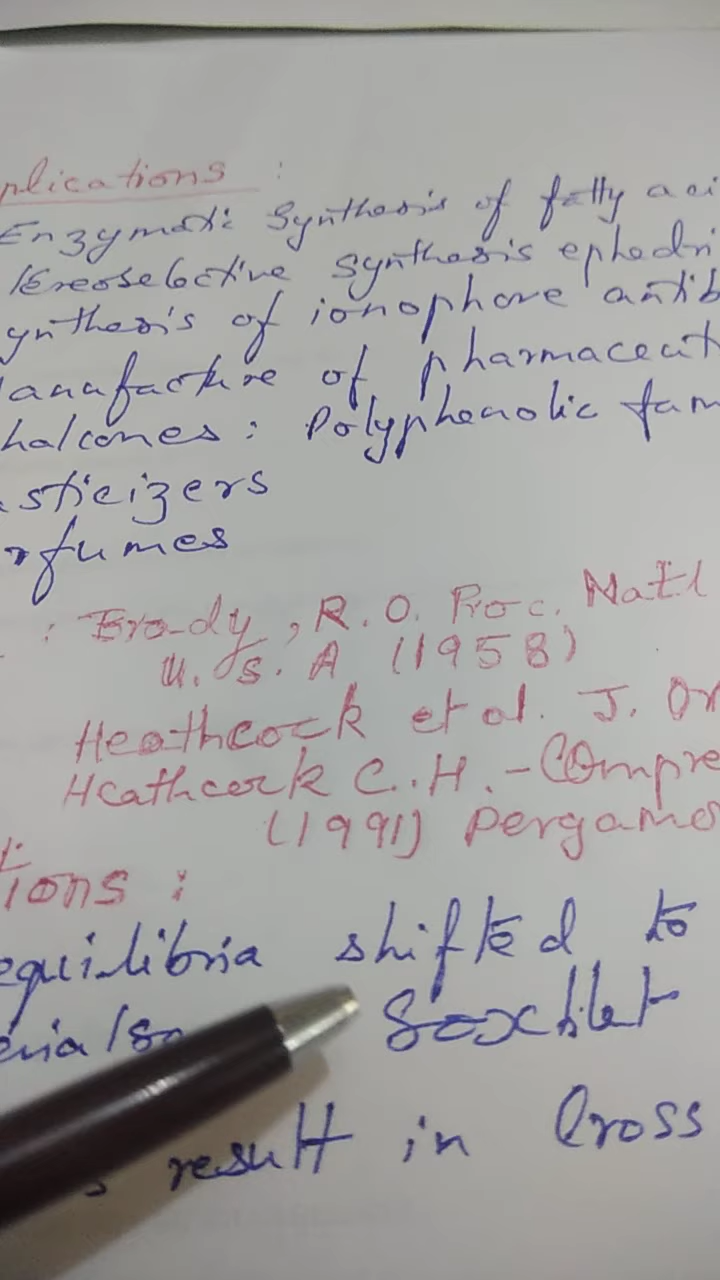 plications :
Enzymatic Synthesis of fatty aci
tereoselective synthesis ephedri
ynthesis of ionophore antib
anufacture of pharmaceut
halcones : Polyphenolic fam
sticizers
rfumes
: Brady, R.O. Proc. Natl
U.S.A (1958)
Heathcock et al. J. Or
Heathcock C.H. - Compre
(1991) Pergamo
tions :
equilibria shifted to
erials Soxhlet
result in Cross